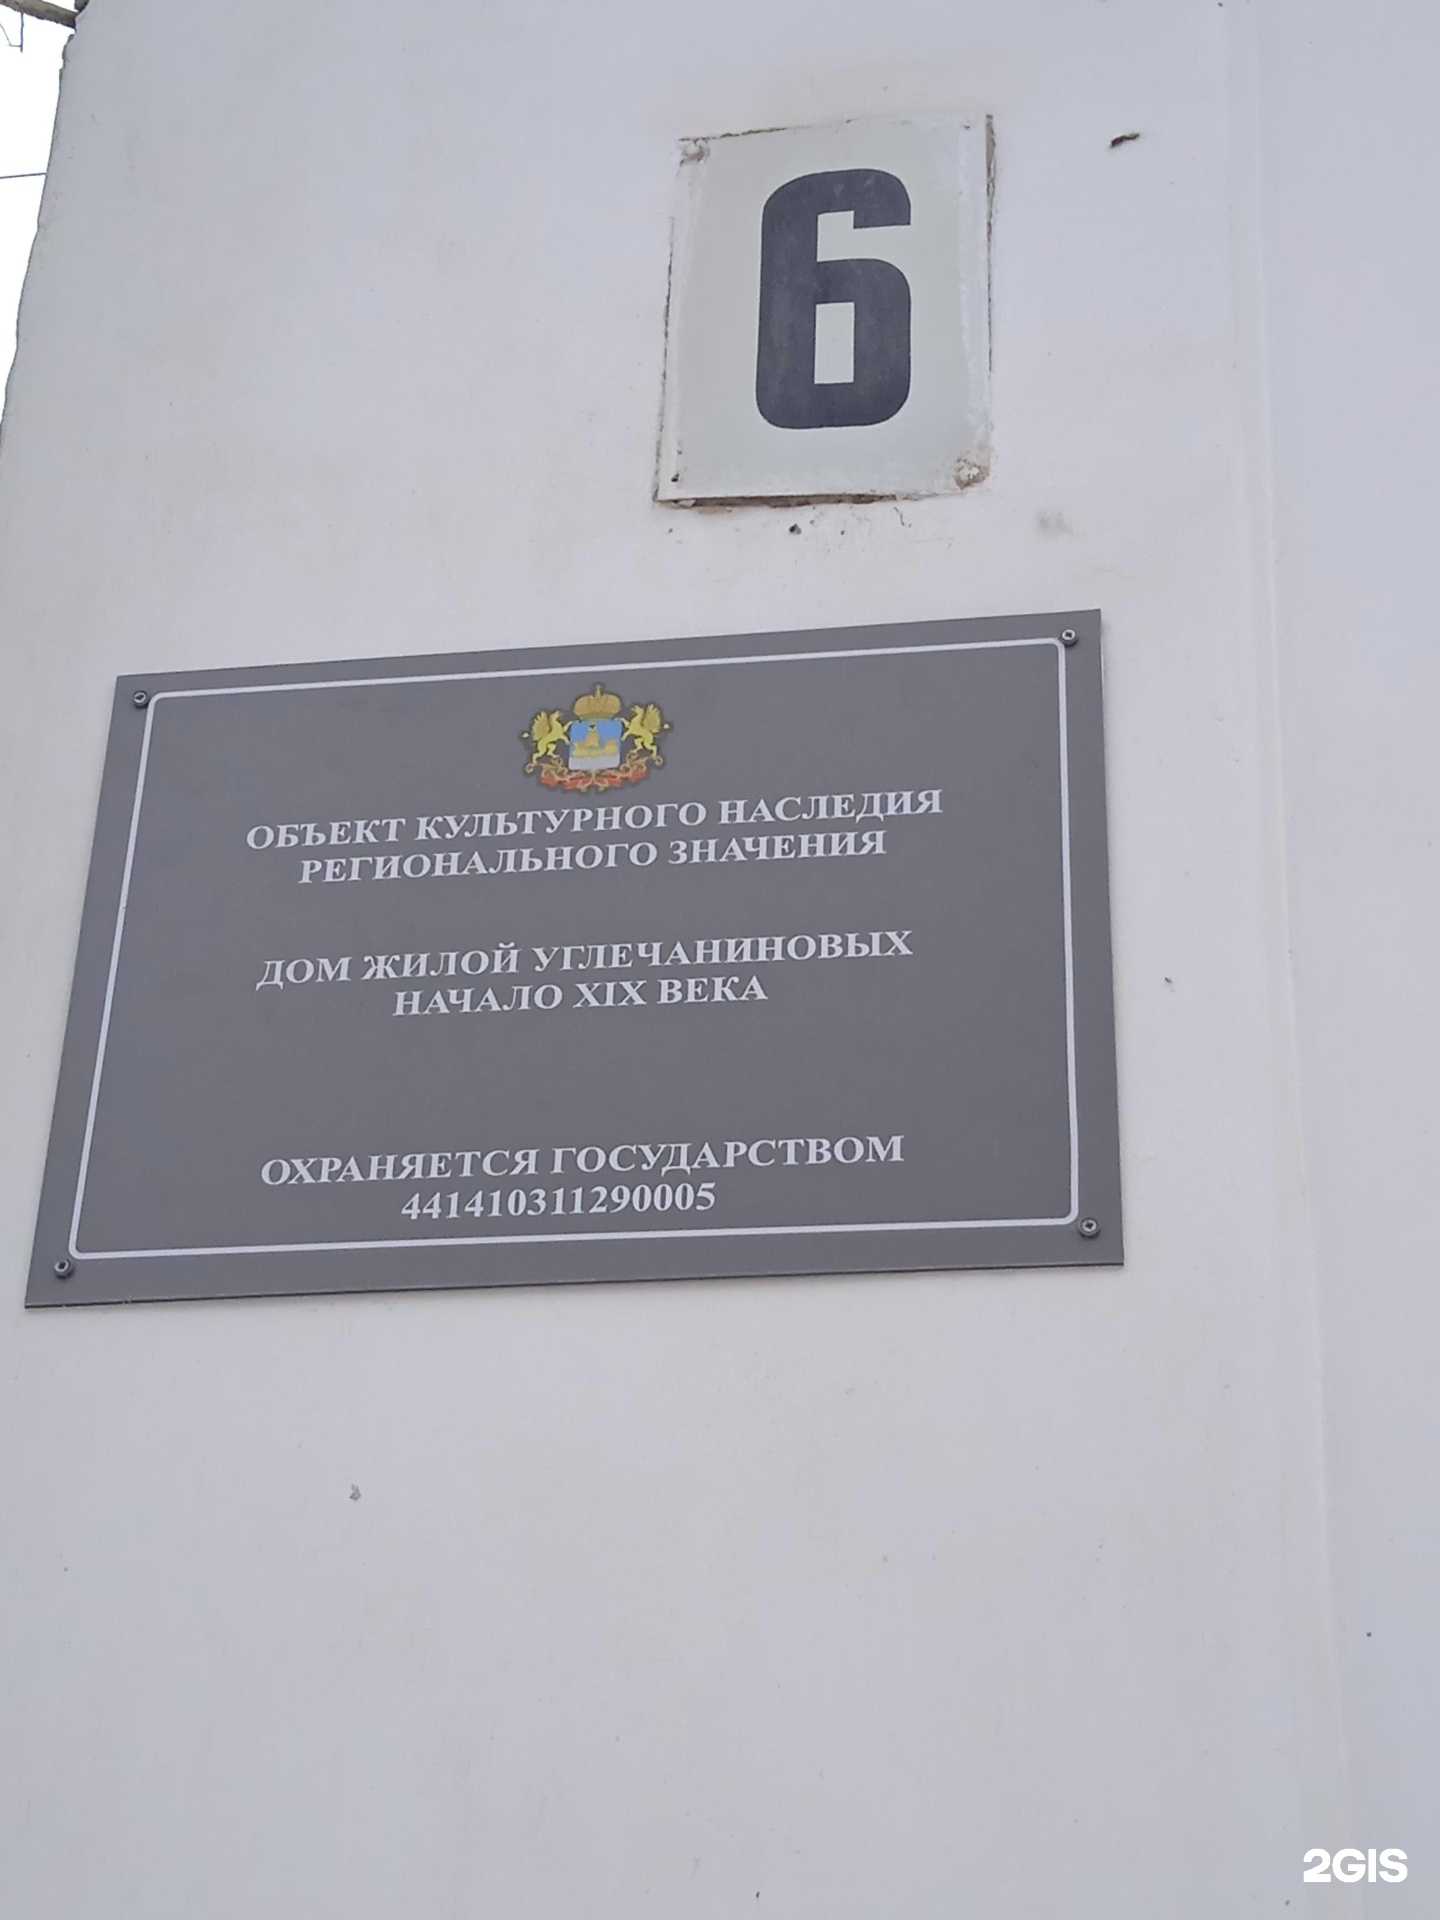 6
ОБЪЕКТ КУЛЬТУРНОГО НАСЛЕДИЯ
РЕГИОНАЛЬНОГО ЗНАЧЕНИЯ
ДОМ ЖИЛОЙ УГЛЕЧАНИНОВЫХ
НАЧАЛО XIX ВЕКА
ОХРАНЯЕТСЯ ГОСУДАРСТВОМ
441410311290005
2GIS